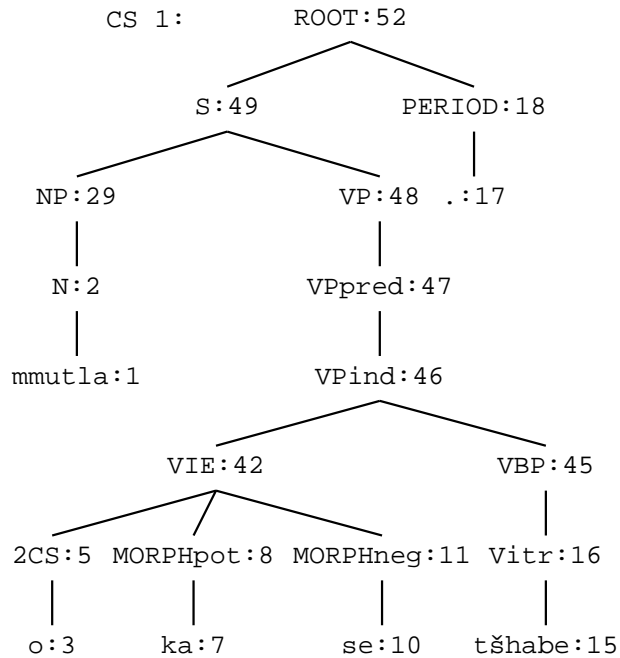 CS 1: ROOT:52
S:49 PERIOD:18
NP:29 VP:48 .:17
N:2 VPpred:47
mmutla:1 VPind:46
VIE:42 VBP:45
2CS:5 MORPHpot:8 MORPHneg:11 Vitr:16
o:3 ka:7 se:10 tšhabe:15